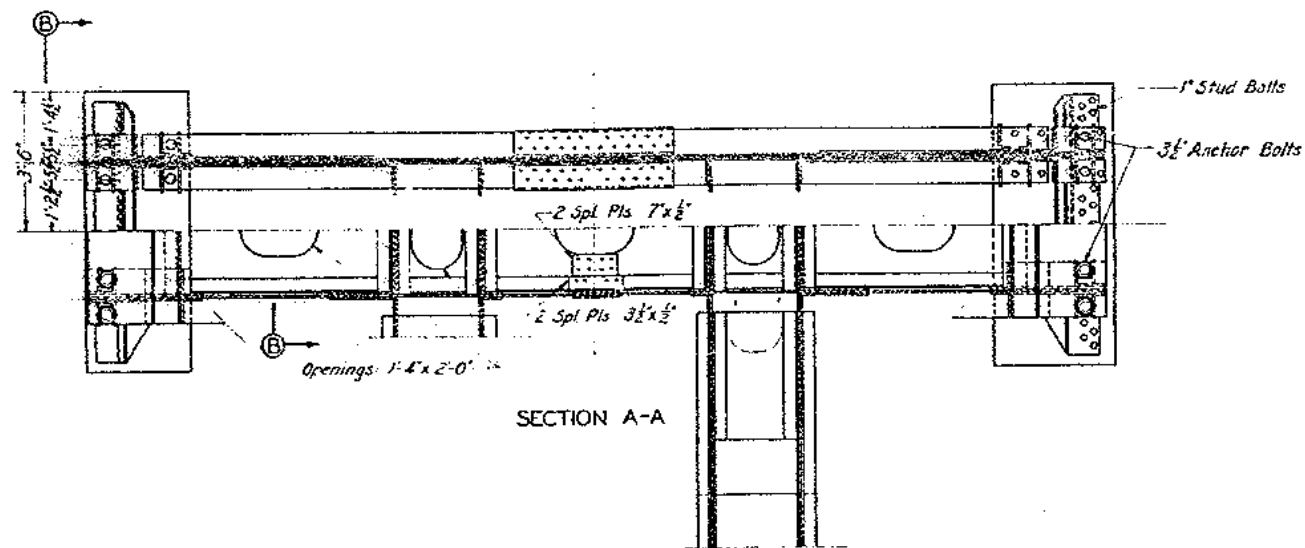 B
1" Stud Bolts
3'-0"
3½" Anchor Bolts
2 Spl. Pls 7"x½"
2 Spl. Pls 3½"x½"
B
Openings 1'-4" x 2'-0"
SECTION A-A